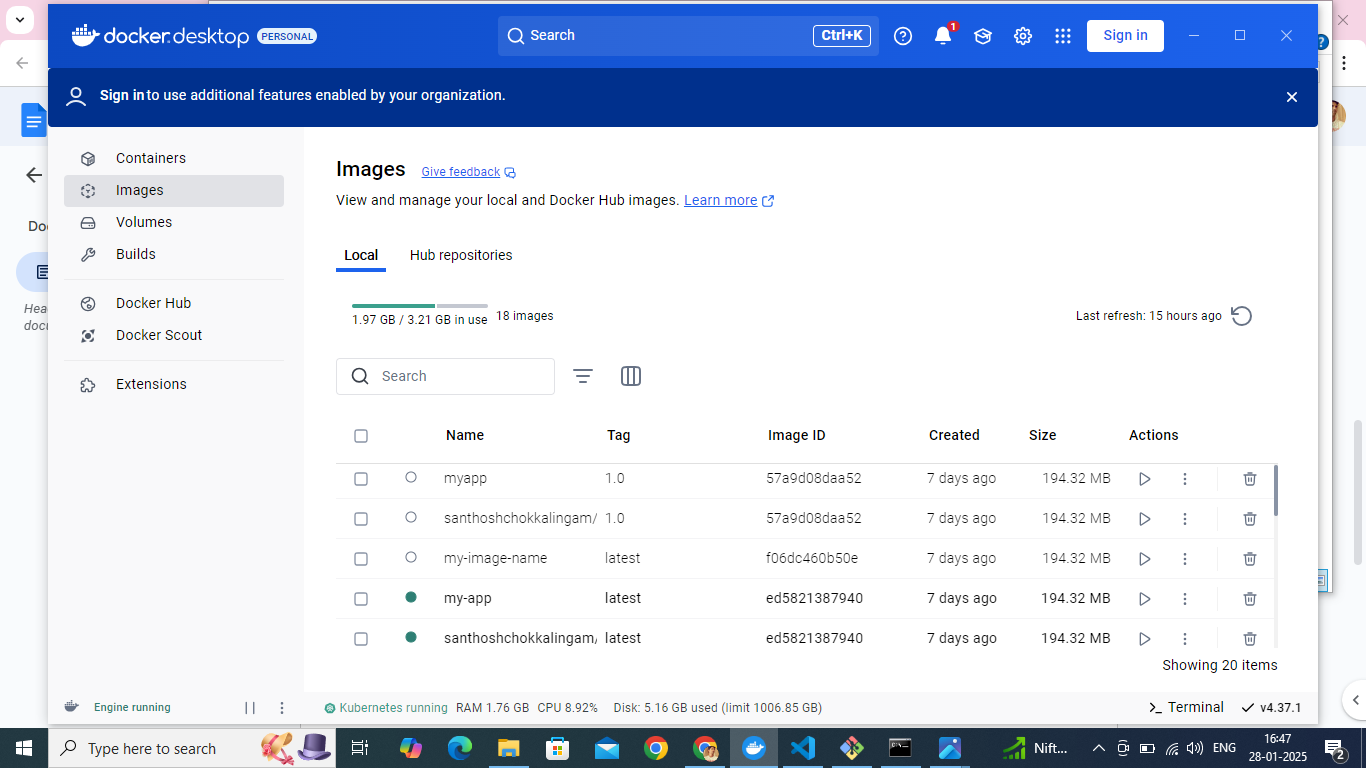 docker.desktop PERSONAL
Search
Ctrl+K
1
Sign in
Sign in to use additional features enabled by your organization.
Containers
Images
Volumes
Builds
Docker Hub
Docker Scout
Extensions
Images
Give feedback
View and manage your local and Docker Hub images. Learn more
Local
Hub repositories
1.97 GB / 3.21 GB in use
18 images
Last refresh: 15 hours ago
Search
Name Tag Image ID Created Size Actions
myapp 1.0 57a9d08daa52 7 days ago 194.32 MB
santhoshchokkalingam/ 1.0 57a9d08daa52 7 days ago 194.32 MB
my-image-name latest f06dc460b50e 7 days ago 194.32 MB
my-app latest ed5821387940 7 days ago 194.32 MB
santhoshchokkalingam/ latest ed5821387940 7 days ago 194.32 MB
Showing 20 items
Engine running
Kubernetes running RAM 1.76 GB CPU 8.92% Disk: 5.16 GB used (limit 1006.85 GB)
Terminal
v4.37.1
Type here to search
Nift...
ENG
16:47
28-01-2025
2